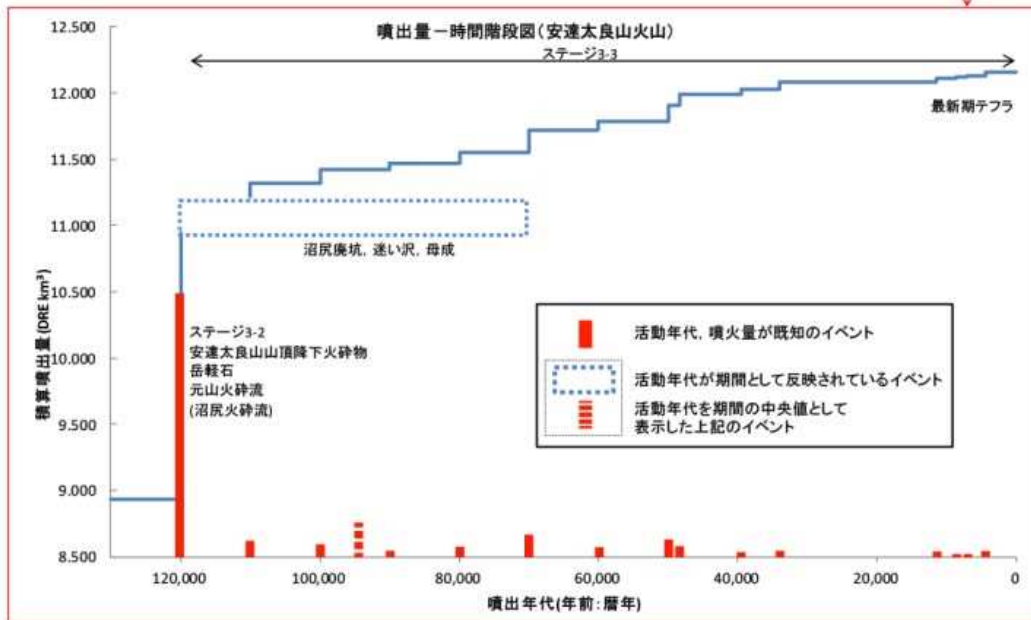 噴出量－時間階段図(安達太良山火山)
ステージ3-3
12.500
12.000
11.500
11.000
10.500
10.000
9.500
9.000
8.500
積算噴出量(DRE km³)
最新期テフラ
沼尻廃坑, 迷い沢, 母成
ステージ3-2
安達太良山山頂降下火砕物
岳軽石
元山火砕流
(沼尻火砕流)
活動年代, 噴火量が既知のイベント
活動年代が期間として反映されているイベント
活動年代を期間の中央値として
表示した上記のイベント
120,000 100,000 80,000 60,000 40,000 20,000 0
噴出年代(年前:暦年)